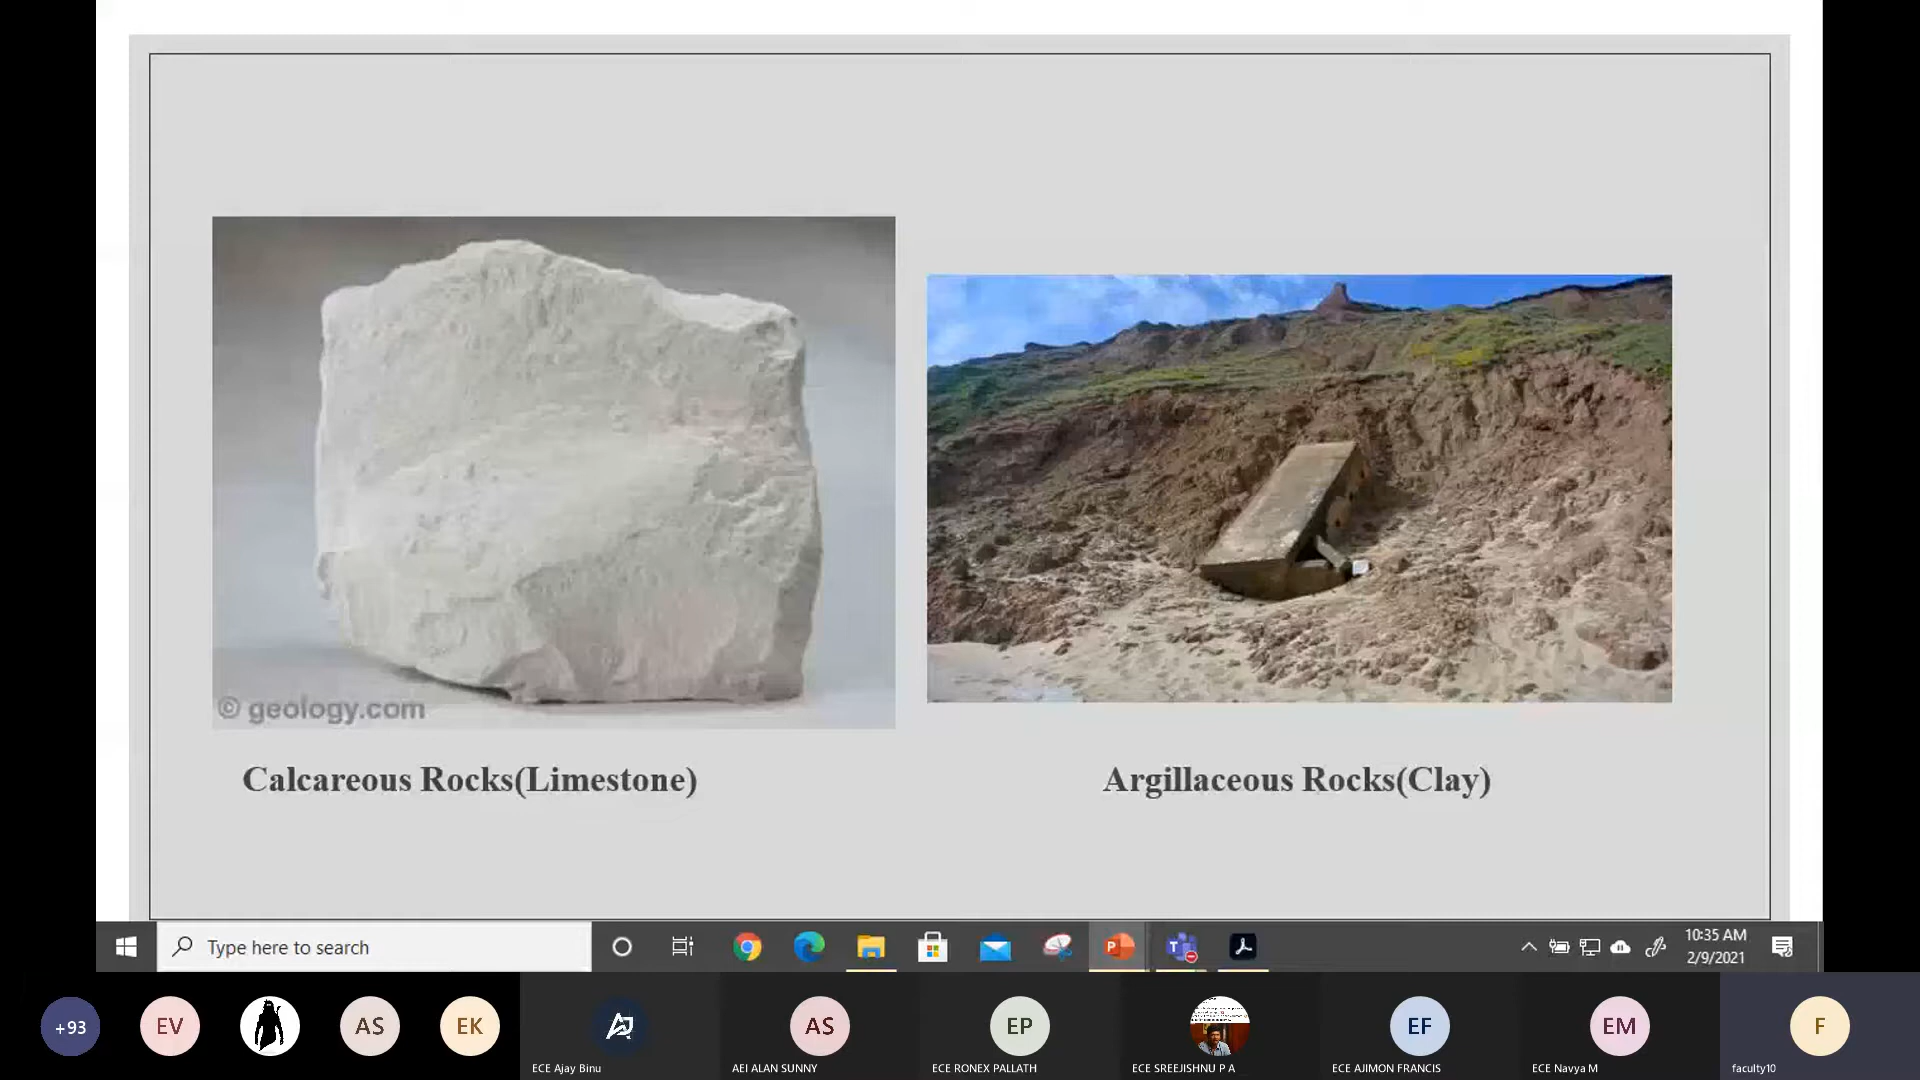 © geology.com
Calcareous Rocks(Limestone)
Argillaceous Rocks(Clay)
Type here to search
10:35 AM
2/9/2021
+93
EV
AS
EK
AS
EP
EF
EM
F
ECE Ajay Binu
AEI ALAN SUNNY
ECE RONEX PALLATH
ECE SREEJISHNU P A
ECE AJIMON FRANCIS
ECE Navya M
faculty10